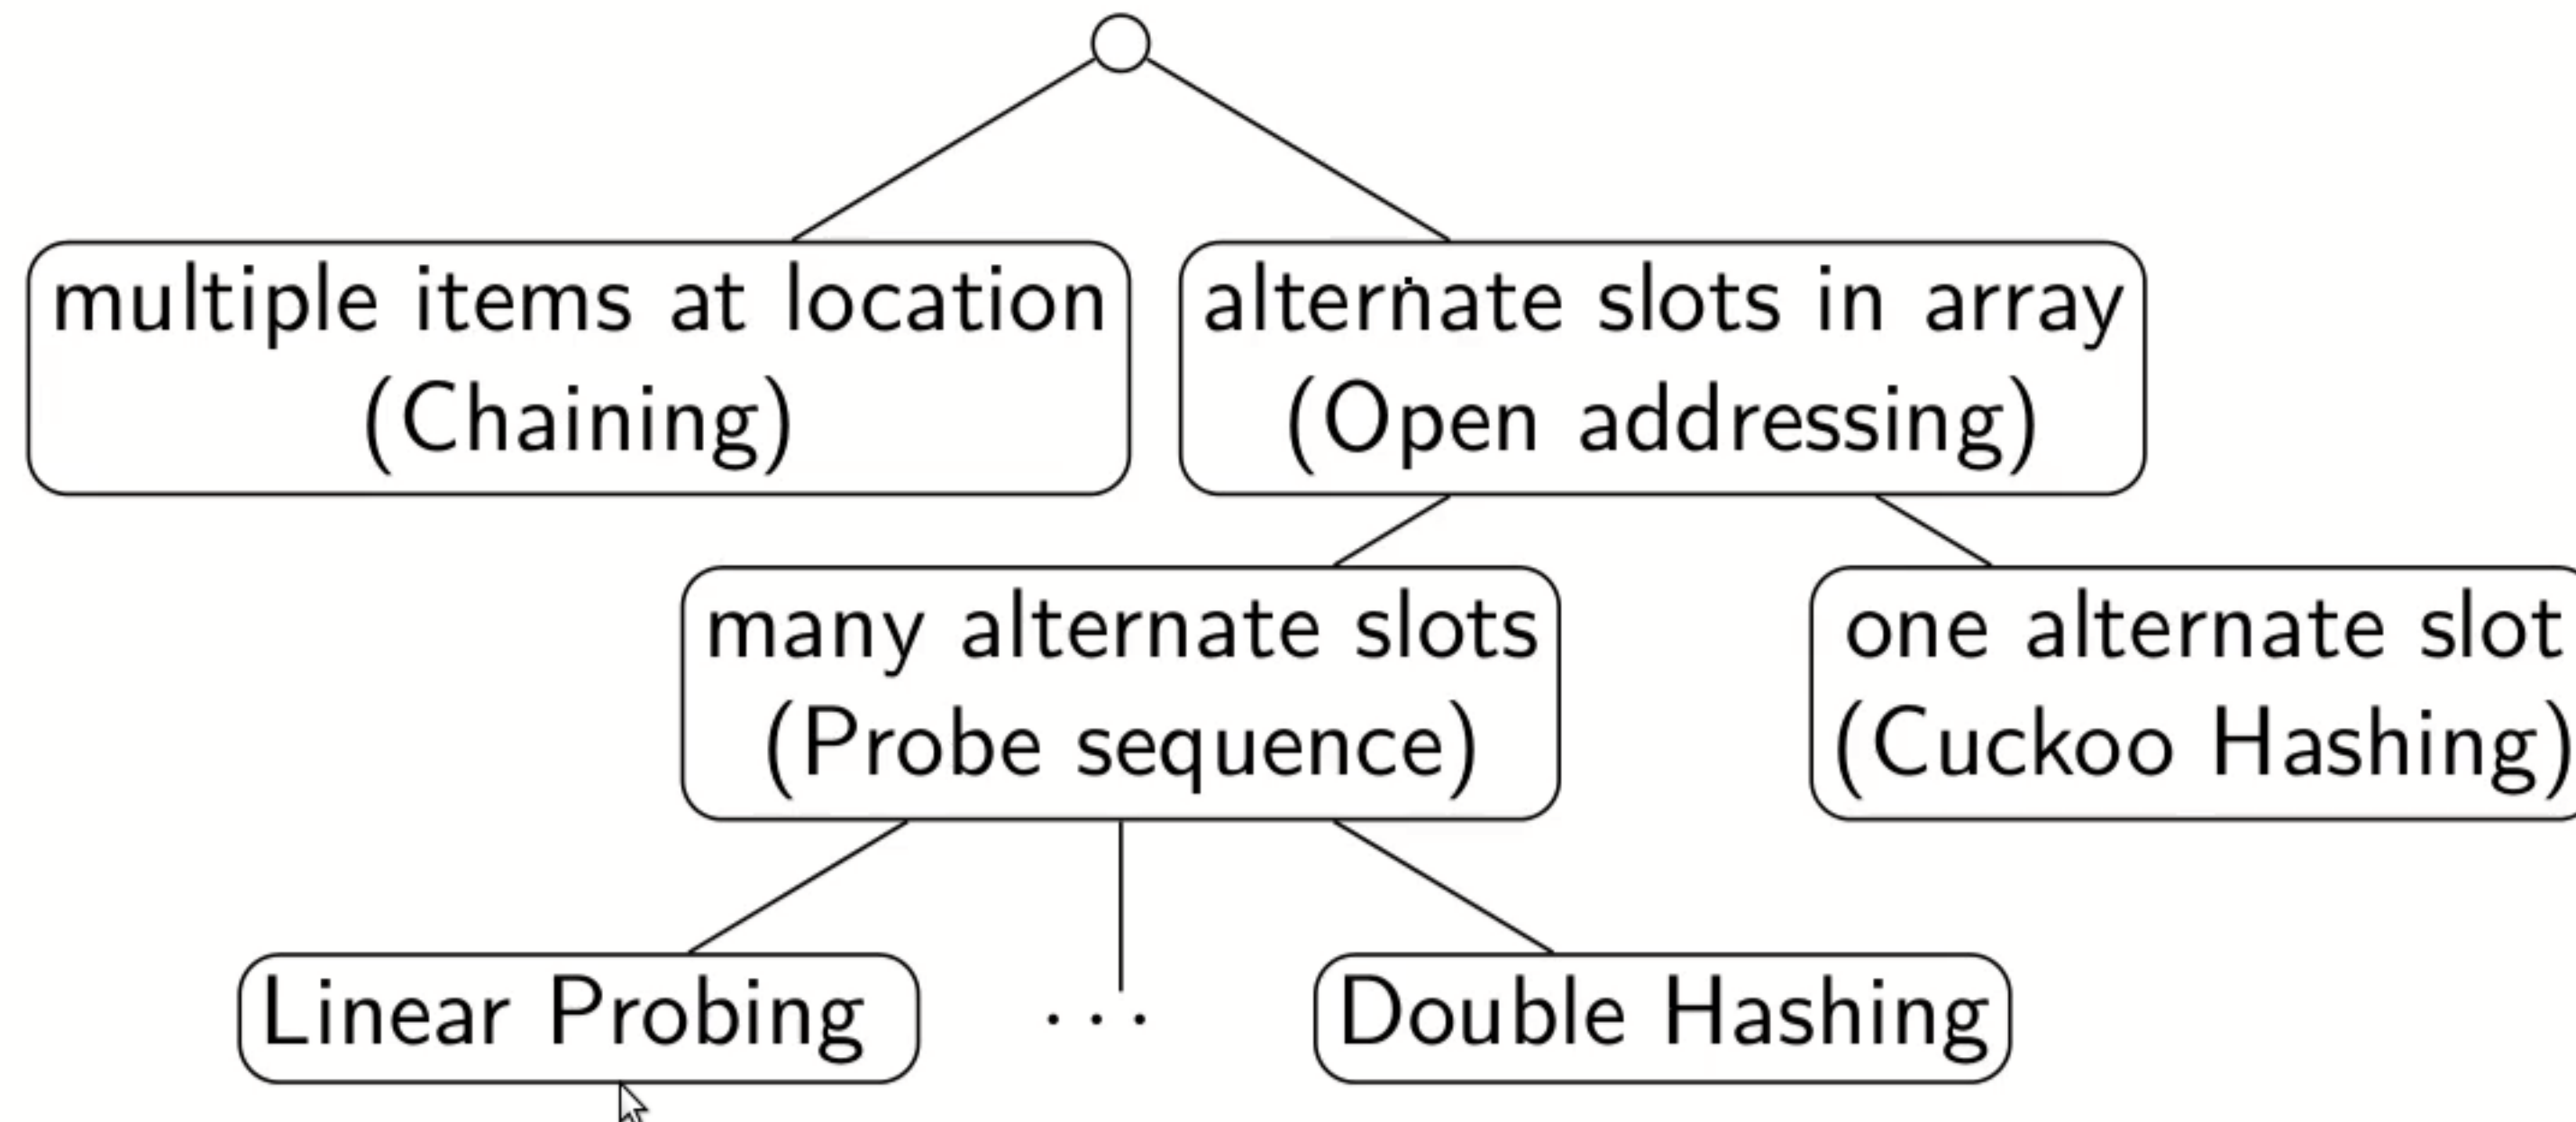 multiple items at location
(Chaining)
alternate slots in array
(Open addressing)
many alternate slots
(Probe sequence)
one alternate slot
(Cuckoo Hashing)
Linear Probing
...
Double Hashing